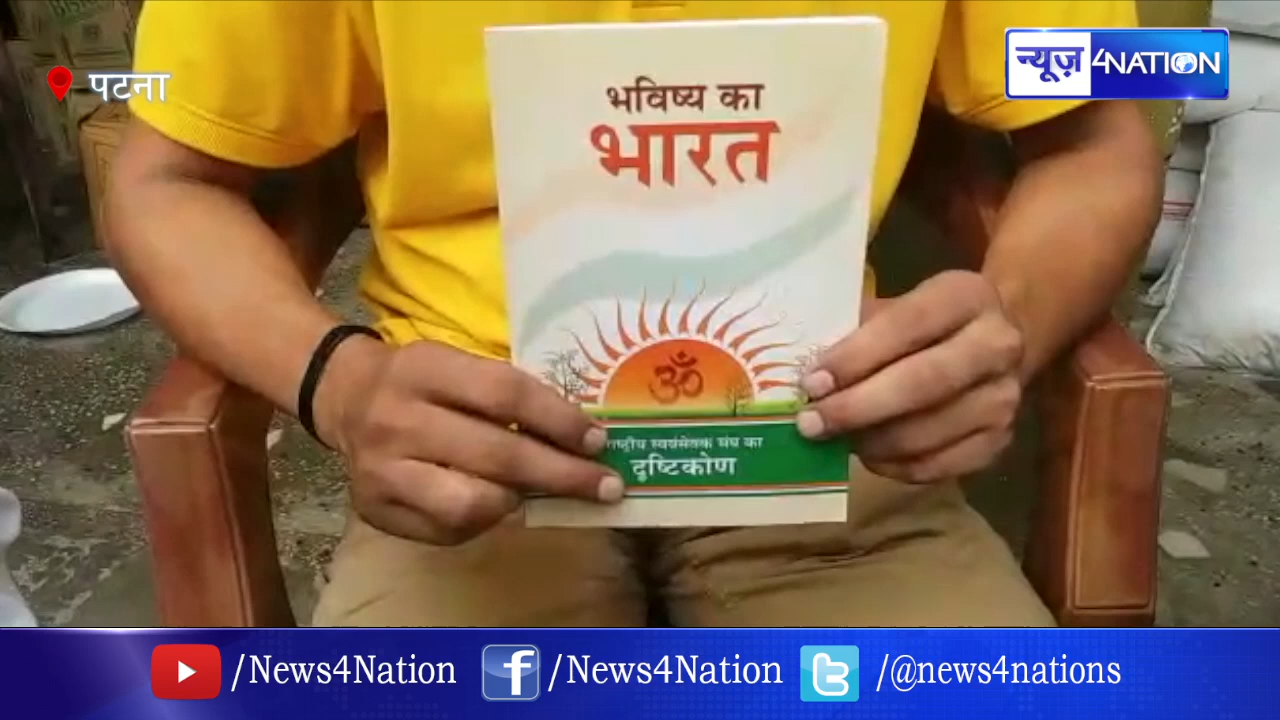 पटना
न्यूज़ 4NATION
भविष्य का
भारत
ॐ
राष्ट्रीय स्वयंसेवक संघ का
दृष्टिकोण
/News4Nation
/News4Nation
/@news4nations